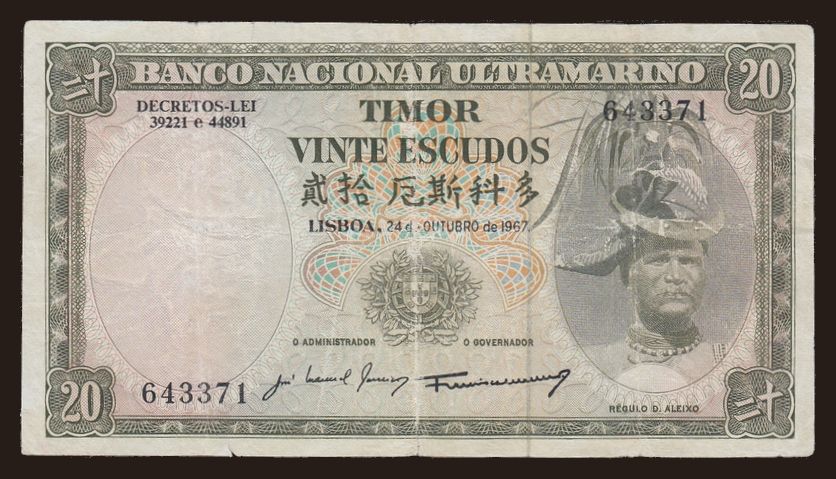 二十 BANCO NACIONAL ULTRAMARINO 20
DECRETOS-LEI
39221 e 44891
TIMOR
643371
VINTE ESCUDOS
貳拾厄斯科多
LISBOA, 24 d OUTUBRO de 1967
O ADMINISTRADOR O GOVERNADOR
20 643371
RÉGULO D. ALEIXO
二十